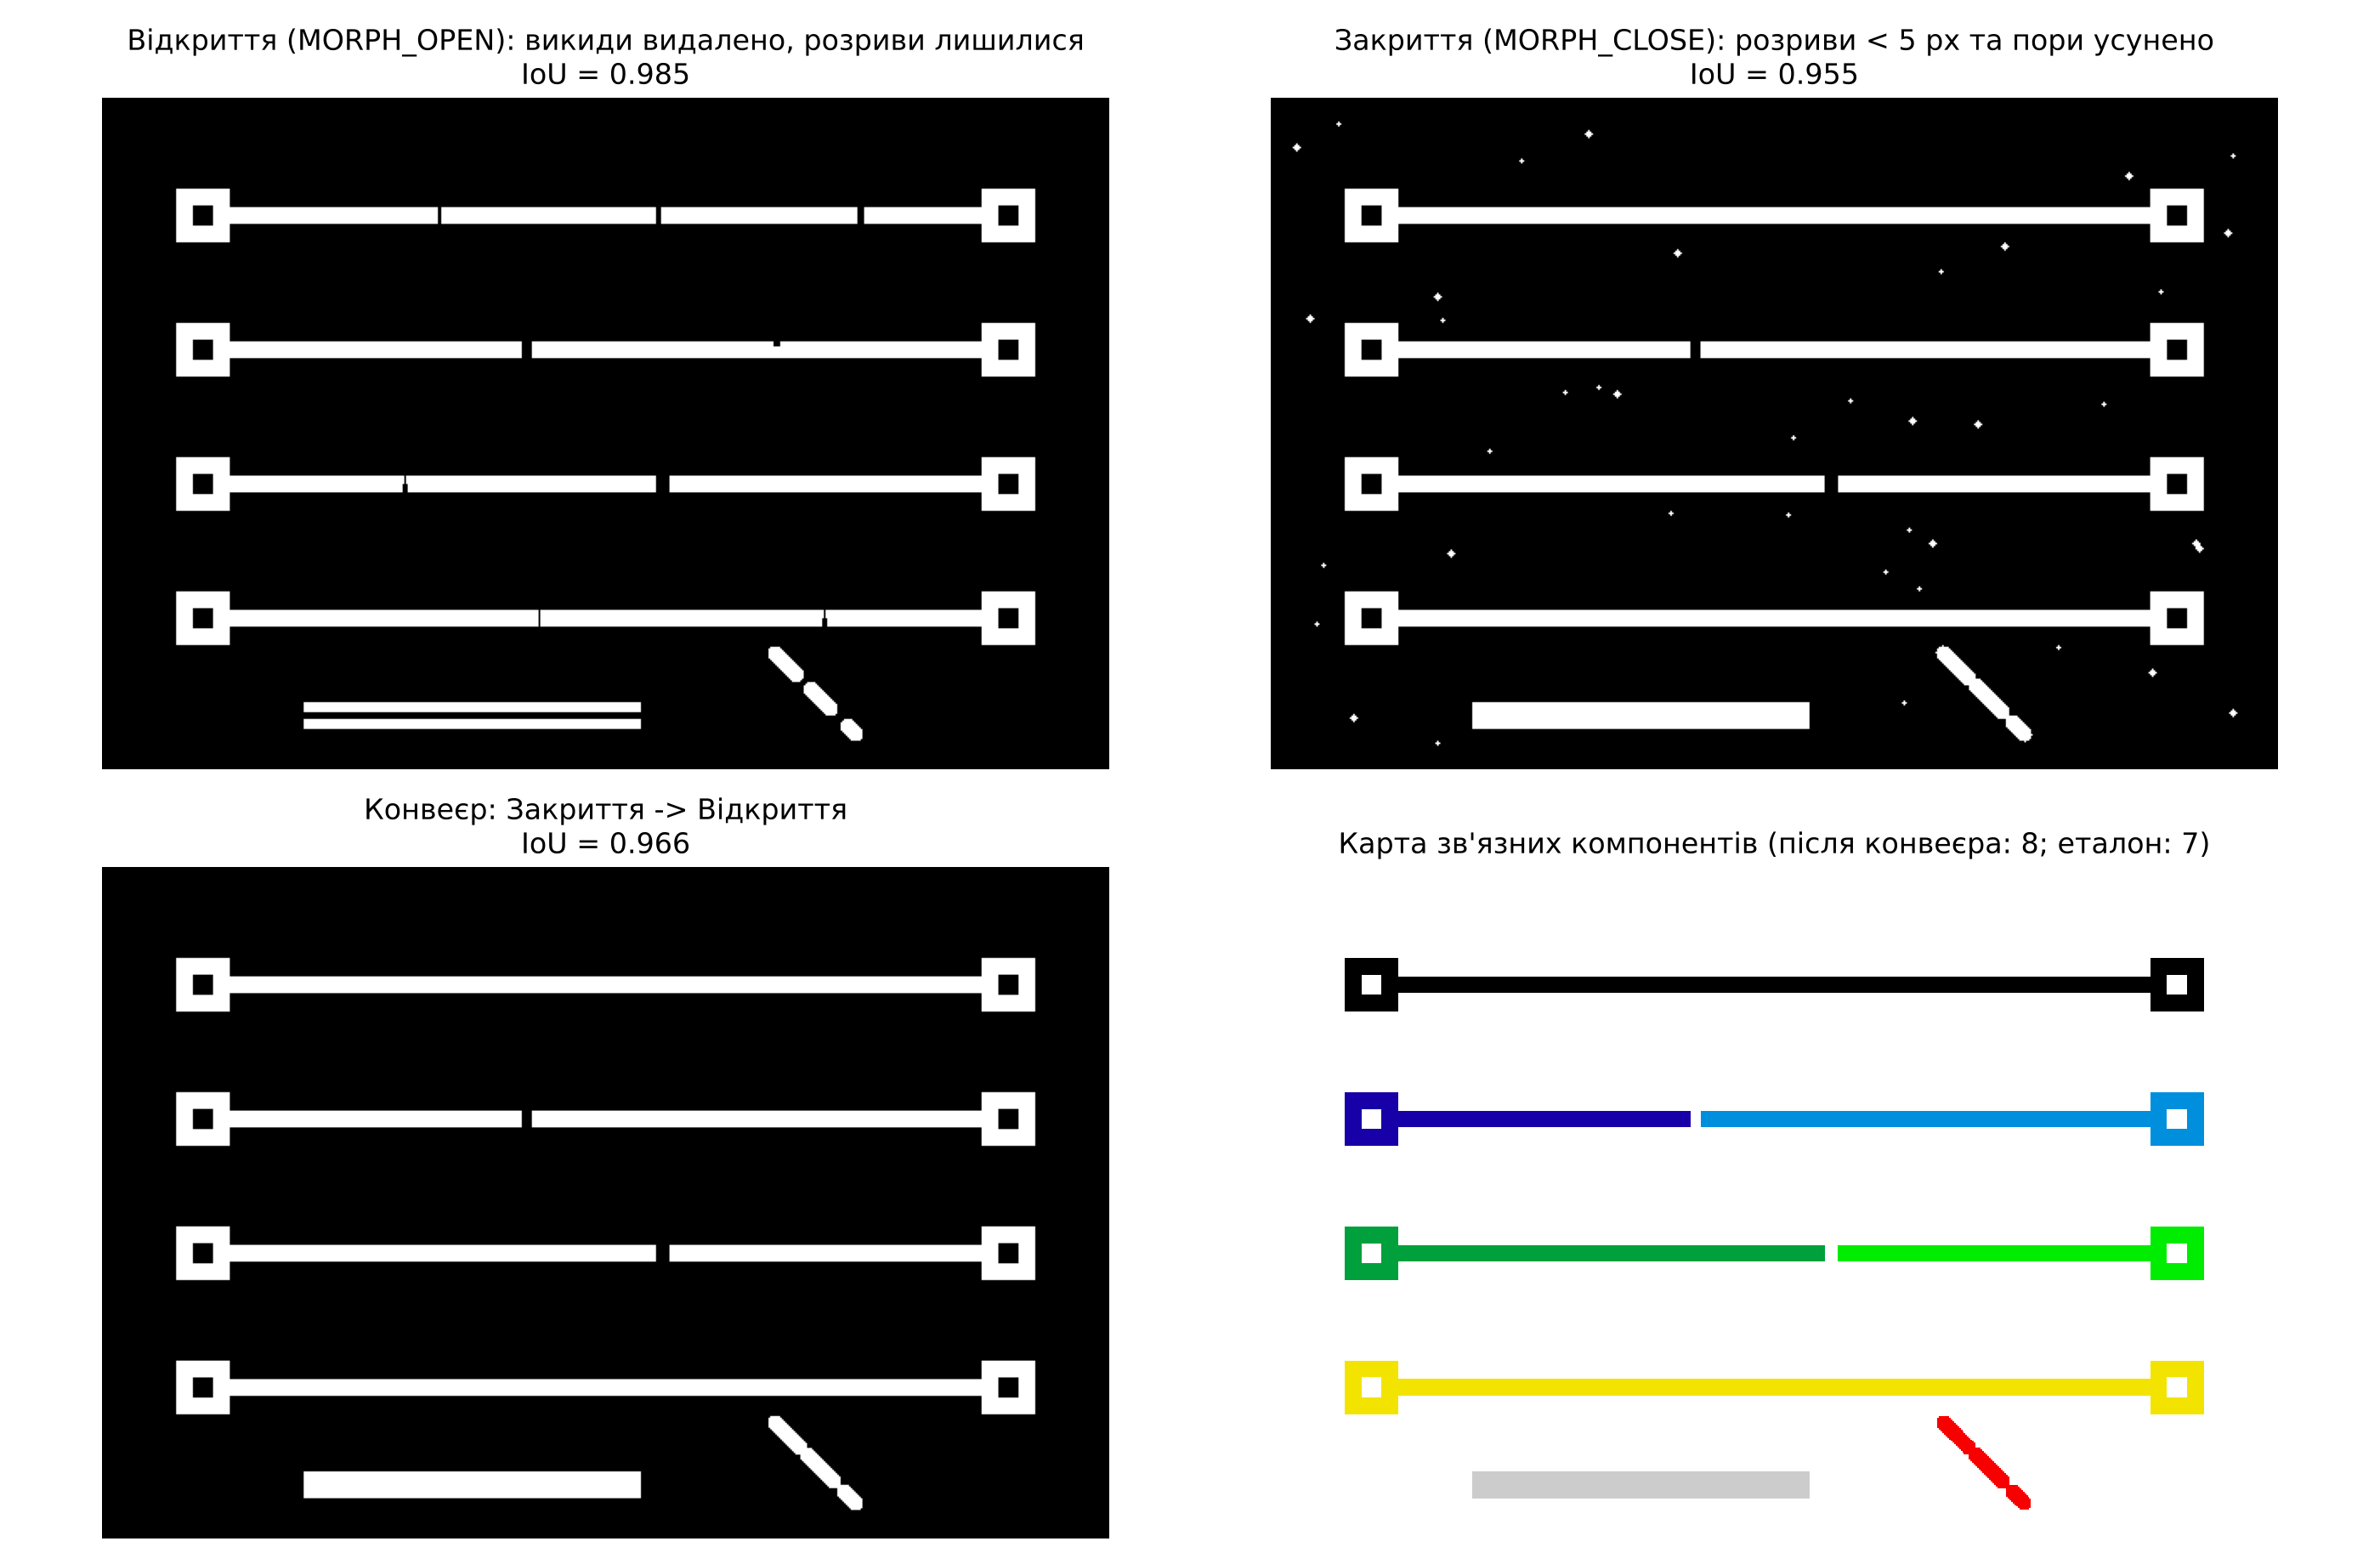 Відкриття (MORPH_OPEN): викиди видалено, розриви лишилися
IoU = 0.985
Закриття (MORPH_CLOSE): розриви < 5 px та пори усунено
IoU = 0.955
Конвеєр: Закриття -> Відкриття
IoU = 0.966
Карта зв'язних компонентів (після конвеєра: 8; еталон: 7)